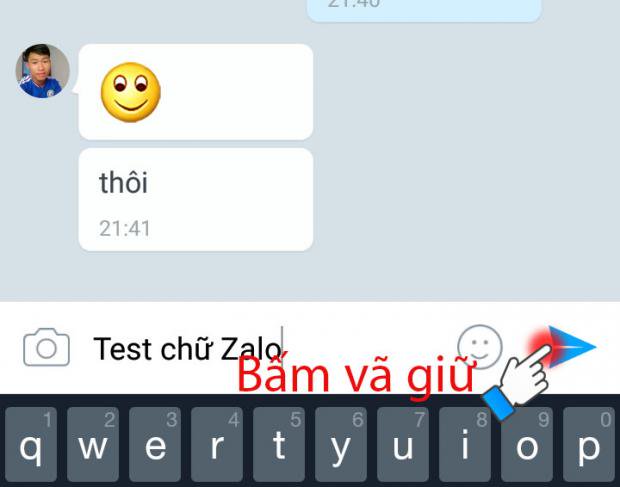 21:40
thôi
21:41
Test chữ Zalo
Bấm vã giữ
1 2 3 4 5 6 7 8 9 0
q w e r t y u i o p